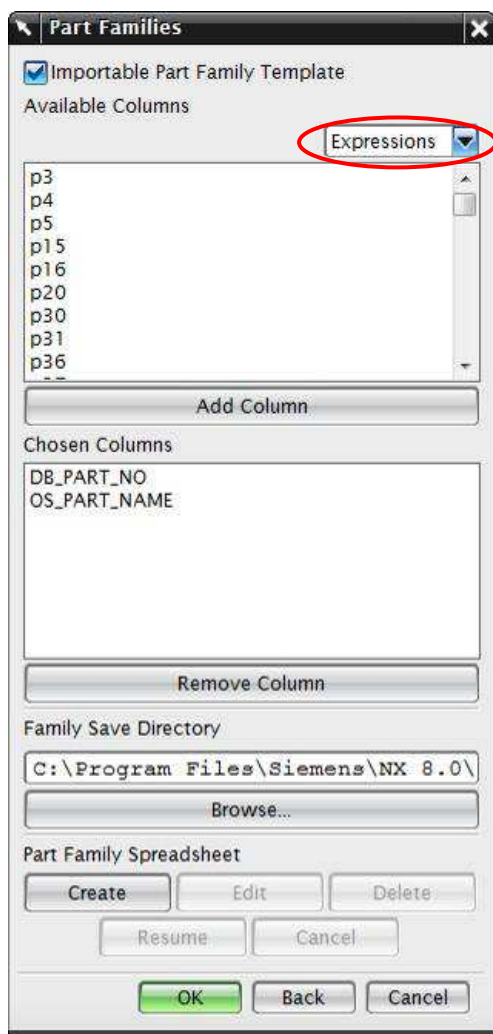 Part Families
Importable Part Family Template
Available Columns
Expressions
p3
p4
p5
p15
p16
p20
p30
p31
p36
Add Column
Chosen Columns
DB_PART_NO
OS_PART_NAME
Remove Column
Family Save Directory
C:\Program Files\Siemens\NX 8.0\
Browse...
Part Family Spreadsheet
Create Edit Delete
Resume Cancel
OK Back Cancel